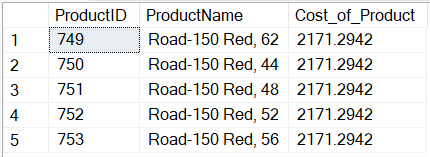 ProductID ProductName Cost_of_Product
1 749 Road-150 Red, 62 2171.2942
2 750 Road-150 Red, 44 2171.2942
3 751 Road-150 Red, 48 2171.2942
4 752 Road-150 Red, 52 2171.2942
5 753 Road-150 Red, 56 2171.2942